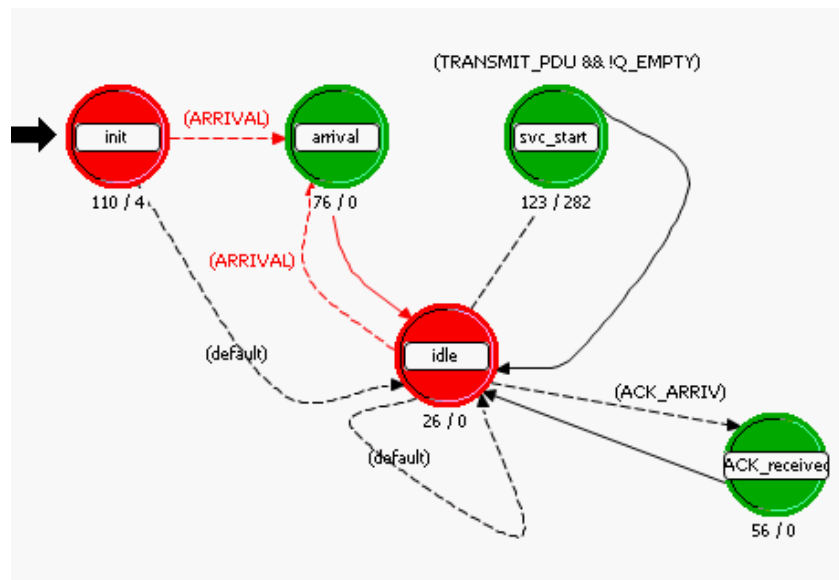 (TRANSMIT_PDU && !Q_EMPTY)
(ARRIVAL)
init
arrival
svc_start
110 / 4
76 / 0
123 / 282
(ARRIVAL)
(default)
idle
(ACK_ARRIV)
26 / 0
(default)
ACK_received
56 / 0